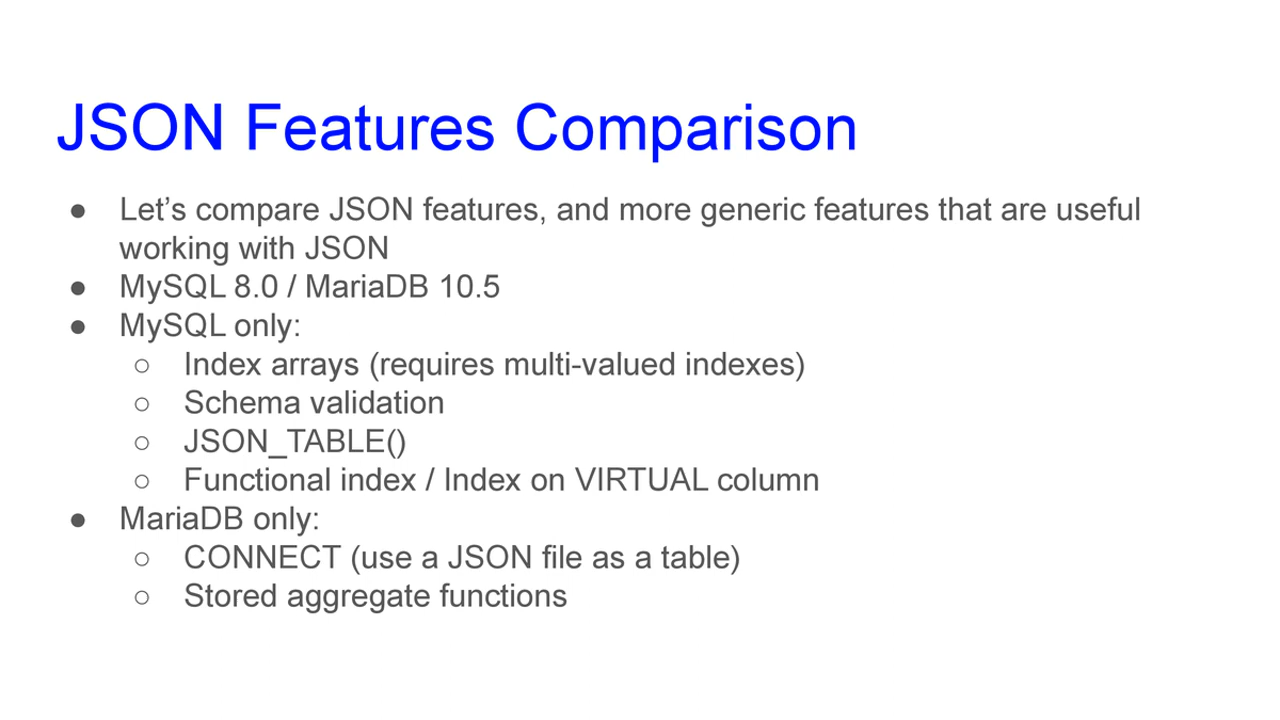 JSON Features Comparison
● Let’s compare JSON features, and more generic features that are useful
working with JSON
● MySQL 8.0 / MariaDB 10.5
● MySQL only:
○ Index arrays (requires multi-valued indexes)
○ Schema validation
○ JSON_TABLE()
○ Functional index / Index on VIRTUAL column
● MariaDB only:
○ CONNECT (use a JSON file as a table)
○ Stored aggregate functions